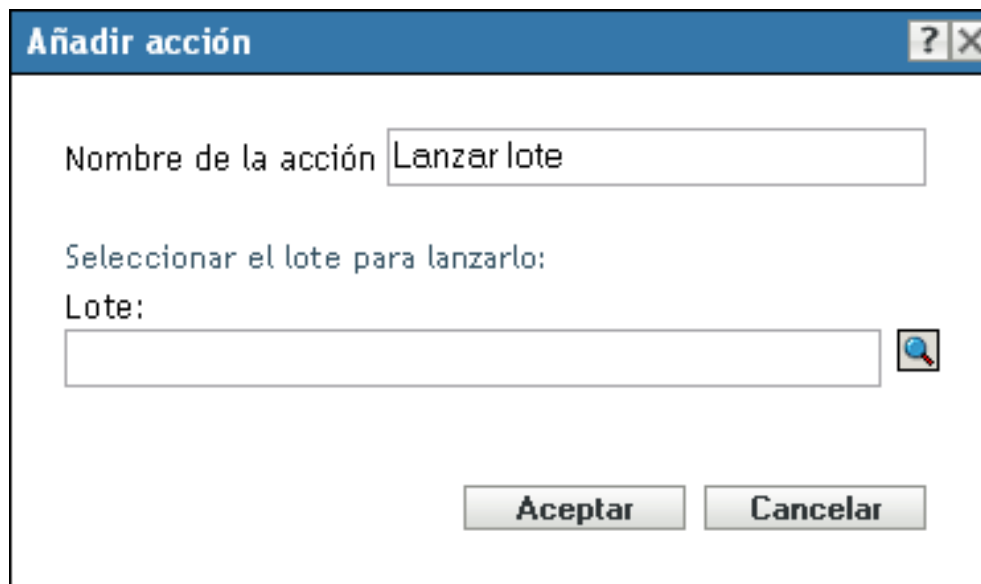 Añadir acción ?
Nombre de la acción Lanzar lote
Seleccionar el lote para lanzarlo:
Lote:
Aceptar Cancelar